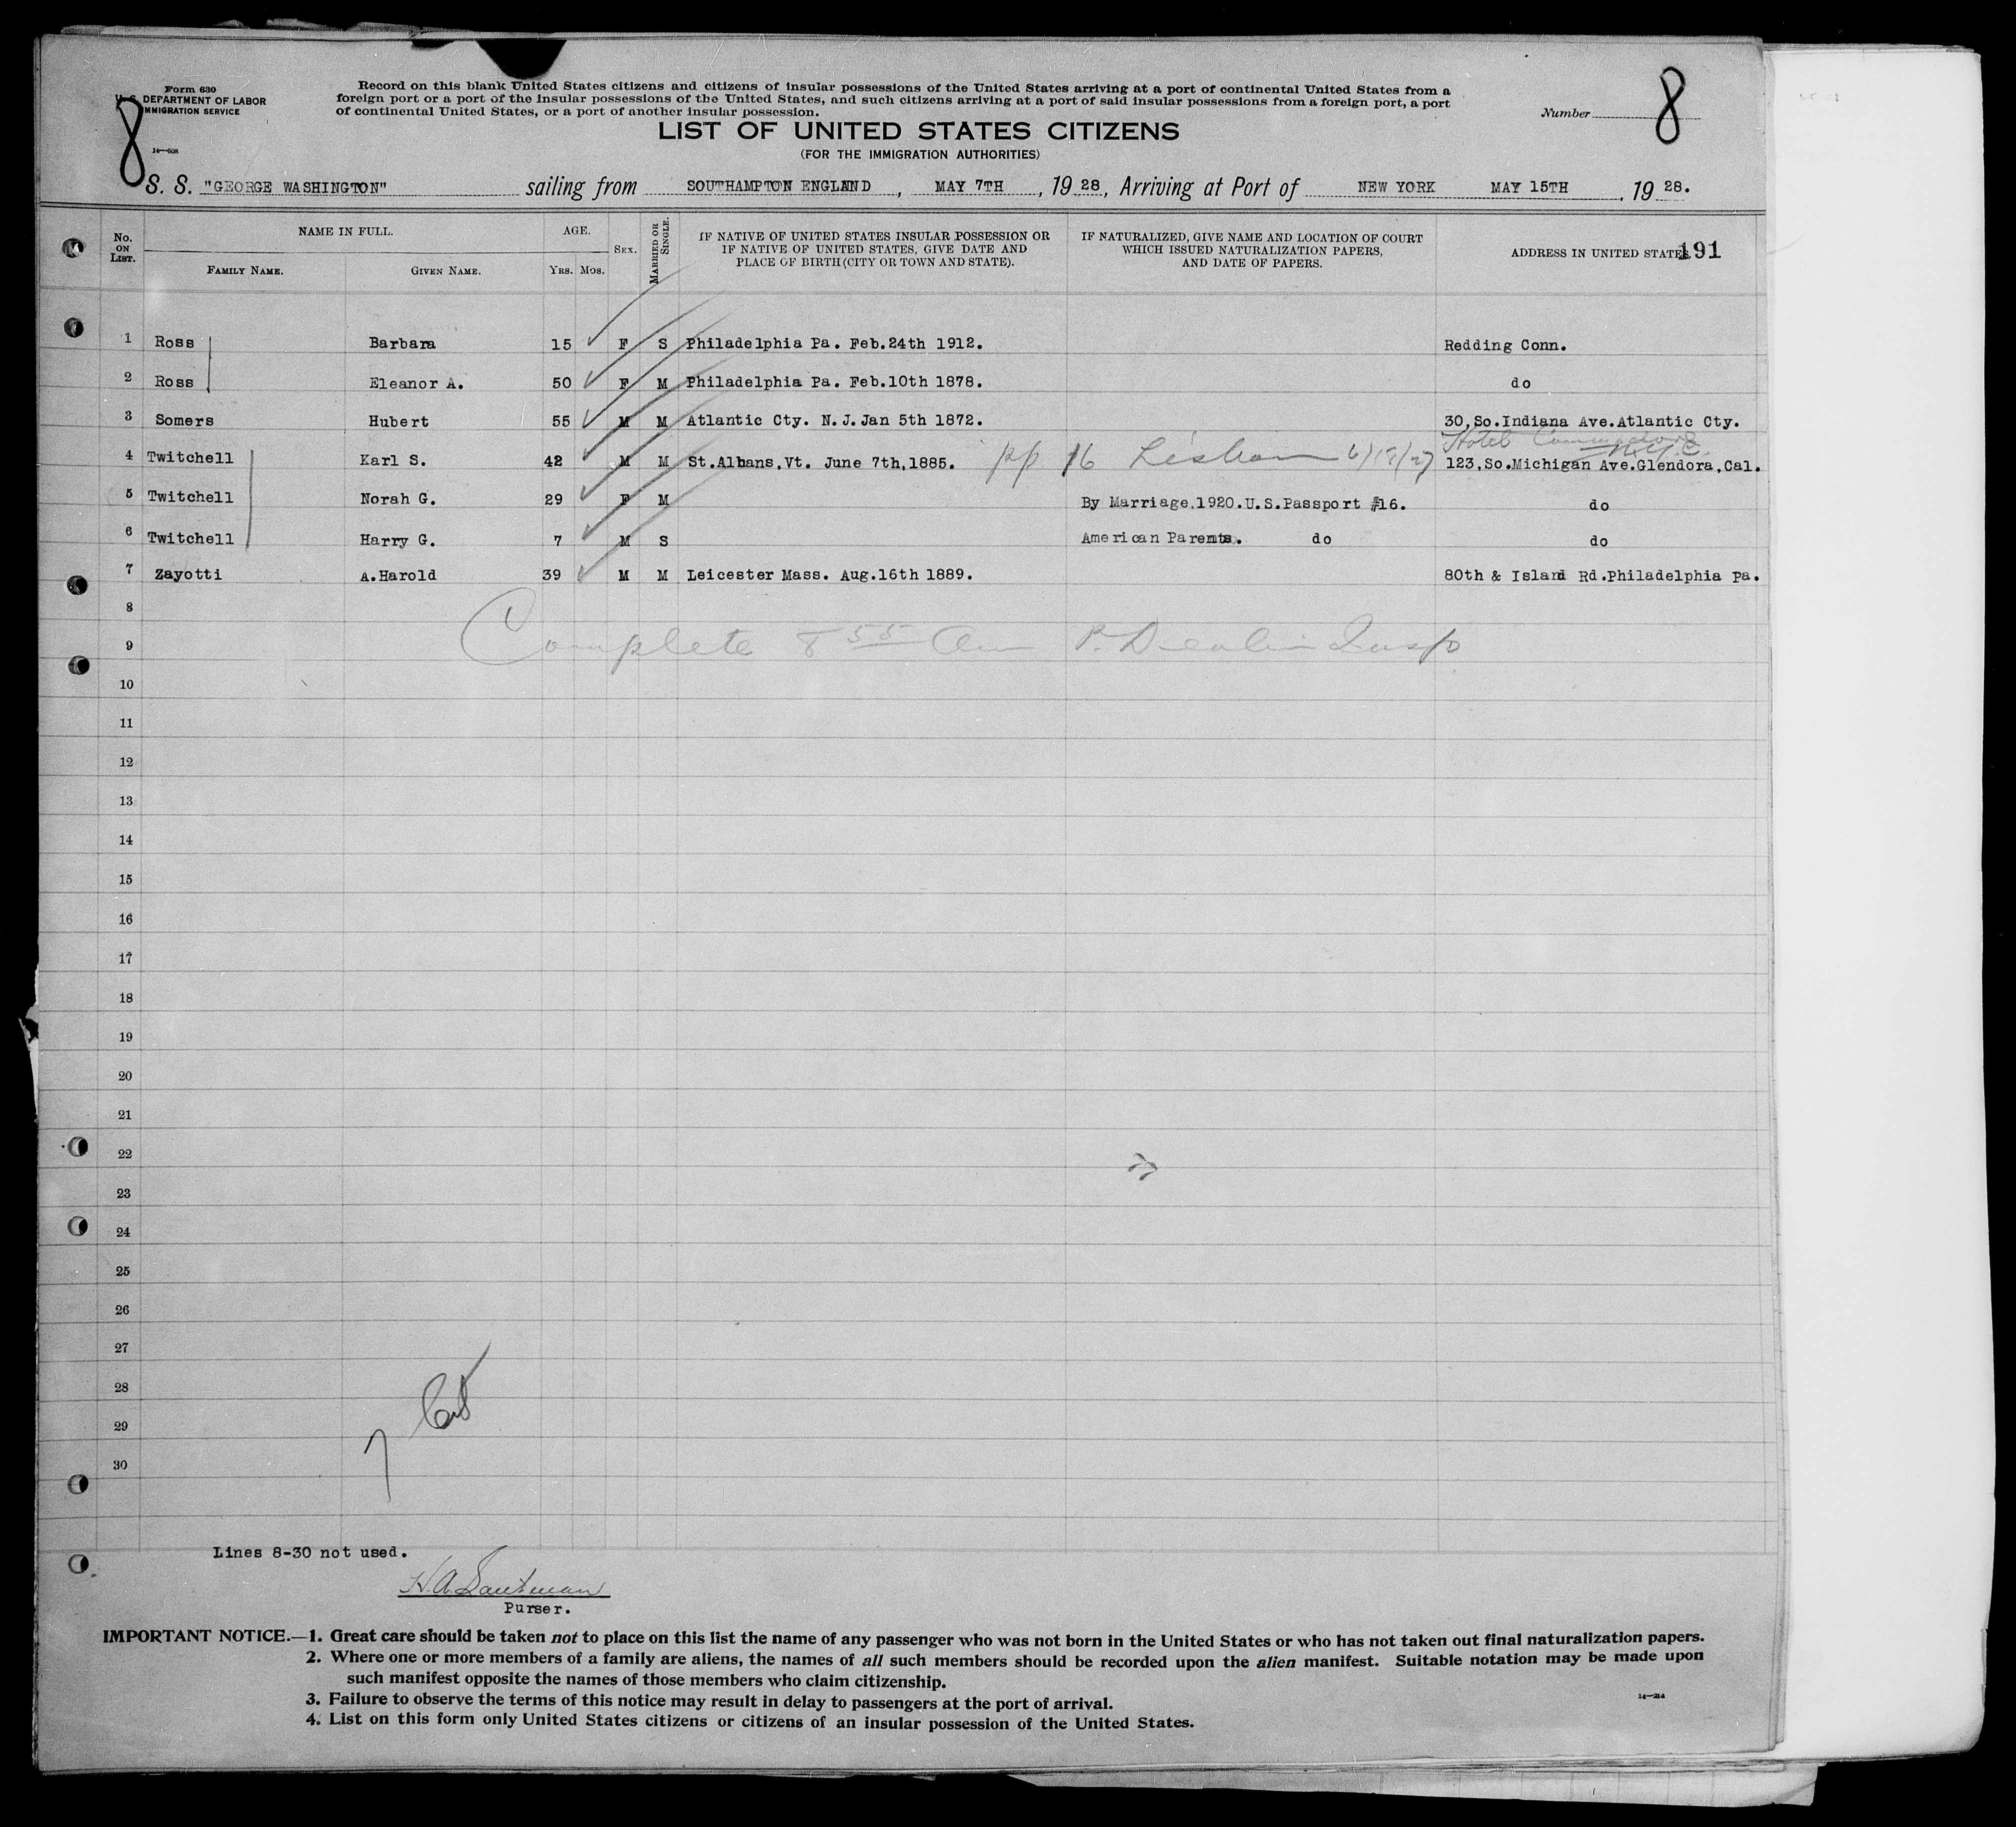 Form 630
U. S. DEPARTMENT OF LABOR
IMMIGRATION SERVICE
8
14—508
Record on this blank United States citizens and citizens of insular possessions of the United States arriving at a port of continental United States from a
foreign port or a port of the insular possessions of the United States, and such citizens arriving at a port of said insular possessions from a foreign port, a port
of continental United States, or a port of another insular possession.
Number 8
LIST OF UNITED STATES CITIZENS
(FOR THE IMMIGRATION AUTHORITIES)
S. S. "GEORGE WASHINGTON" sailing from SOUTHAMPTON ENGLAND, MAY 7TH, 19 28, Arriving at Port of NEW YORK MAY 15TH, 19 28.
No. ON LIST. NAME IN FULL. AGE. SEX. MARRIED OR SINGLE. IF NATIVE OF UNITED STATES INSULAR POSSESSION OR IF NATIVE OF UNITED STATES, GIVE DATE AND PLACE OF BIRTH (CITY OR TOWN AND STATE). IF NATURALIZED, GIVE NAME AND LOCATION OF COURT WHICH ISSUED NATURALIZATION PAPERS, AND DATE OF PAPERS. ADDRESS IN UNITED STATES 191
FAMILY NAME. GIVEN NAME. YRS. MOS.
1 Ross Barbara 15 F S Philadelphia Pa. Feb.24th 1912. Redding Conn.
2 Ross Eleanor A. 50 F M Philadelphia Pa. Feb.10th 1878. do
3 Somers Hubert 55 M M Atlantic Cty. N.J.Jan 5th 1872. 30,So.Indiana Ave.Atlantic Cty.
Hotel Commodore N.Y.C.
4 Twitchell Karl S. 42 M M St.Albans,Vt. June 7th,1885. pp 16 Lisbon 123,So.Michigan Ave.Glendora,Cal.
5 Twitchell Norah G. 29 F M By Marriage,1920.U.S.Passport #16. do
6 Twitchell Harry G. 7 M S American Parents. do do
7 Zayotti A.Harold 39 M M Leicester Mass. Aug.16th 1889. 80th & Island Rd.Philadelphia Pa.
8
Complete 8 55 Am P. Insp
9
10
11
12
13
14
15
16
17
18
19
20
21
22
23
24
25
26
27
28
29
30
7
Lines 8-30 not used.
Purser.
IMPORTANT NOTICE.—1. Great care should be taken not to place on this list the name of any passenger who was not born in the United States or who has not taken out final naturalization papers.
2. Where one or more members of a family are aliens, the names of all such members should be recorded upon the alien manifest. Suitable notation may be made upon
such manifest opposite the names of those members who claim citizenship.
3. Failure to observe the terms of this notice may result in delay to passengers at the port of arrival.
14—214
4. List on this form only United States citizens or citizens of an insular possession of the United States.